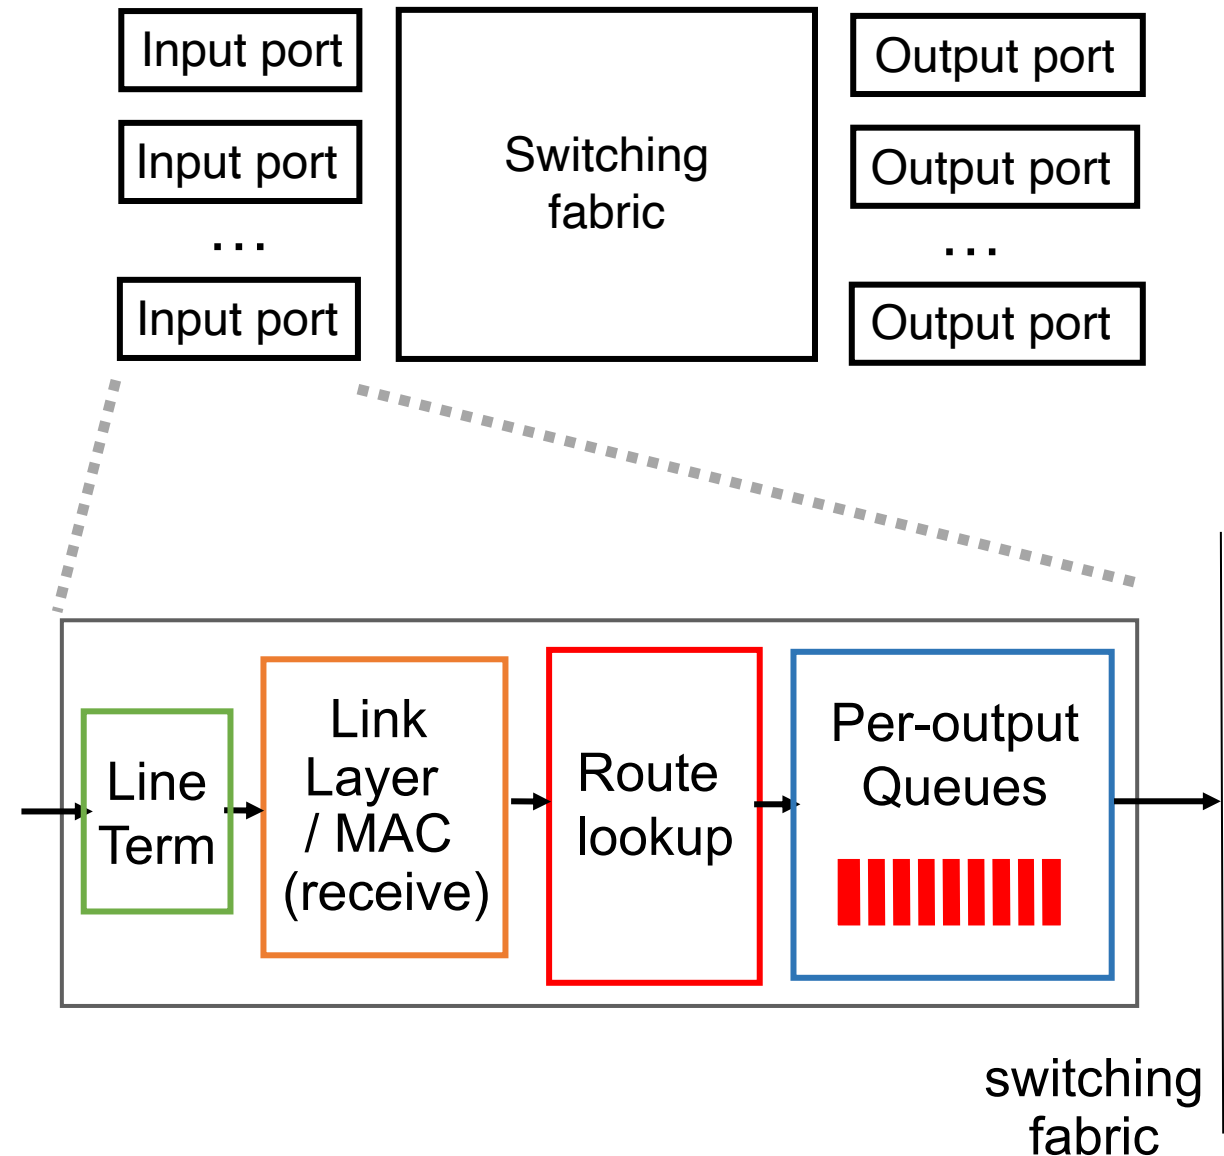 Input port
Input port
…
Input port
Switching
fabric
Output port
Output port
…
Output port
Line
Term
Link
Layer
/ MAC
(receive)
Route
lookup
Per-output
Queues
switching
fabric